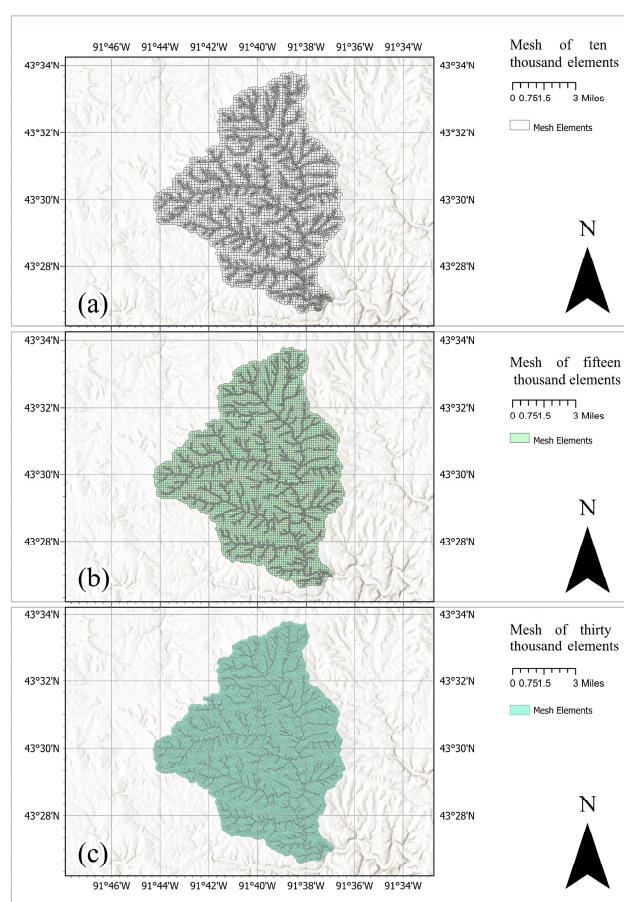 91°46'W 91°44'W 91°42'W 91°40'W 91°38'W 91°36'W 91°34'W
43°34'N
43°32'N
43°30'N
43°28'N
(a)
Mesh of ten
thousand elements
0 0.751.5 3 Miles
Mesh Elements
N
43°34'N
43°34'N
43°32'N
43°32'N
43°30'N
43°30'N
43°28'N
43°28'N
(b)
Mesh of fifteen
thousand elements
0 0.751.5 3 Miles
Mesh Elements
N
43°34'N
43°34'N
43°32'N
43°32'N
43°30'N
43°30'N
43°28'N
43°28'N
(c)
Mesh of thirty
thousand elements
0 0.751.5 3 Miles
Mesh Elements
N
43°34'N
43°32'N
43°30'N
43°28'N
91°46'W 91°44'W 91°42'W 91°40'W 91°38'W 91°36'W 91°34'W